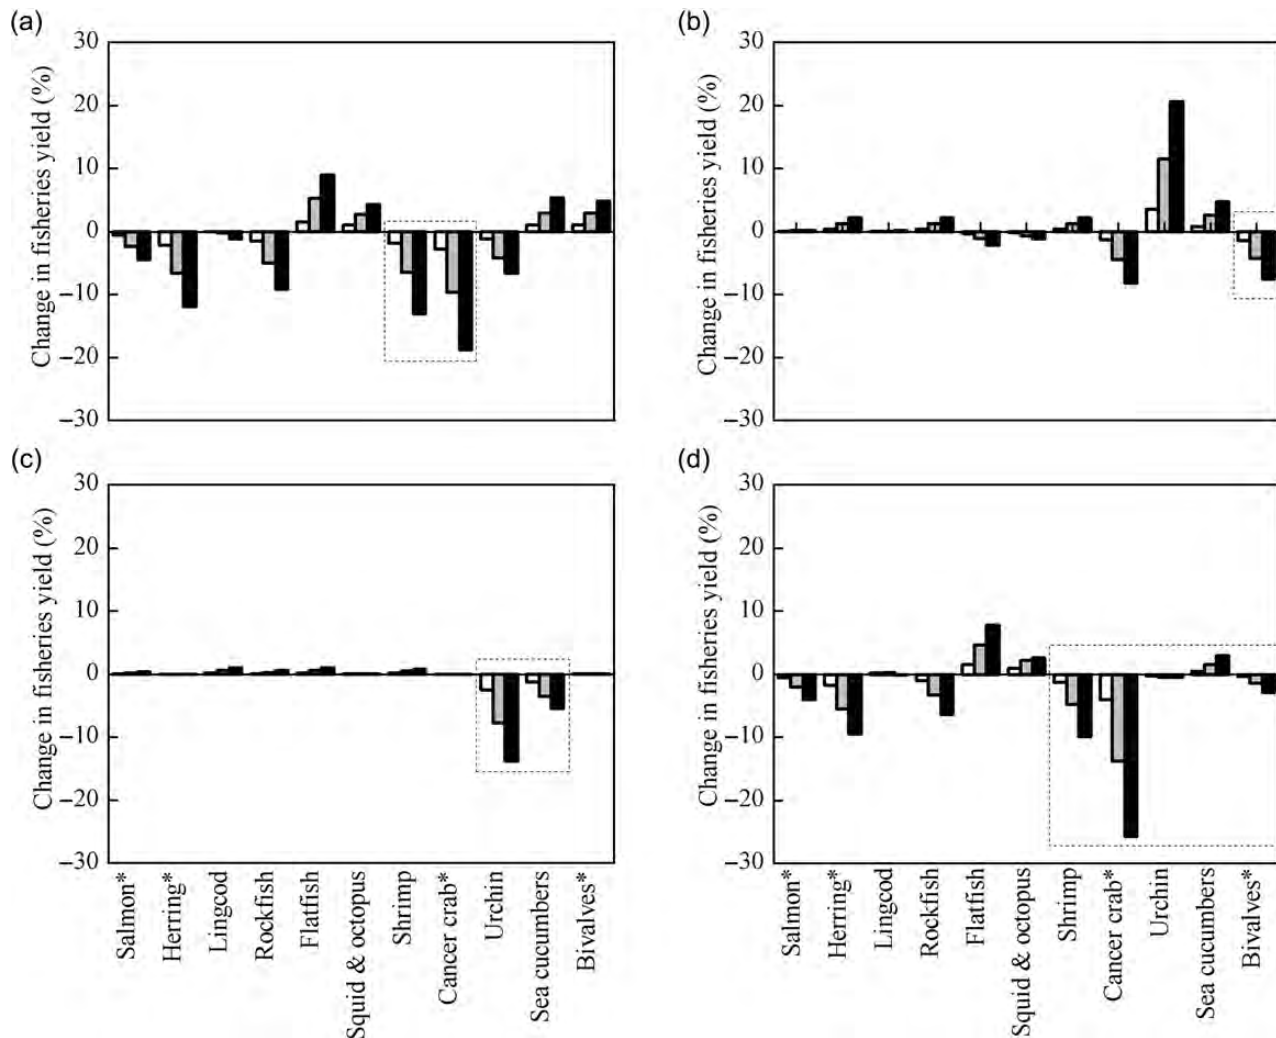 (a)
Change in fisheries yield (%)
30
20
10
0
−10
−20
−30
(b)
Change in fisheries yield (%)
30
20
10
0
−10
−20
−30
(c)
Change in fisheries yield (%)
30
20
10
0
−10
−20
−30
Salmon*
Herring*
Lingcod
Rockfish
Flatfish
Squid & octopus
Shrimp
Cancer crab*
Urchin
Sea cucumbers
Bivalves*
(d)
Change in fisheries yield (%)
30
20
10
0
−10
−20
−30
Salmon*
Herring*
Lingcod
Rockfish
Flatfish
Squid & octopus
Shrimp
Cancer crab*
Urchin
Sea cucumbers
Bivalves*